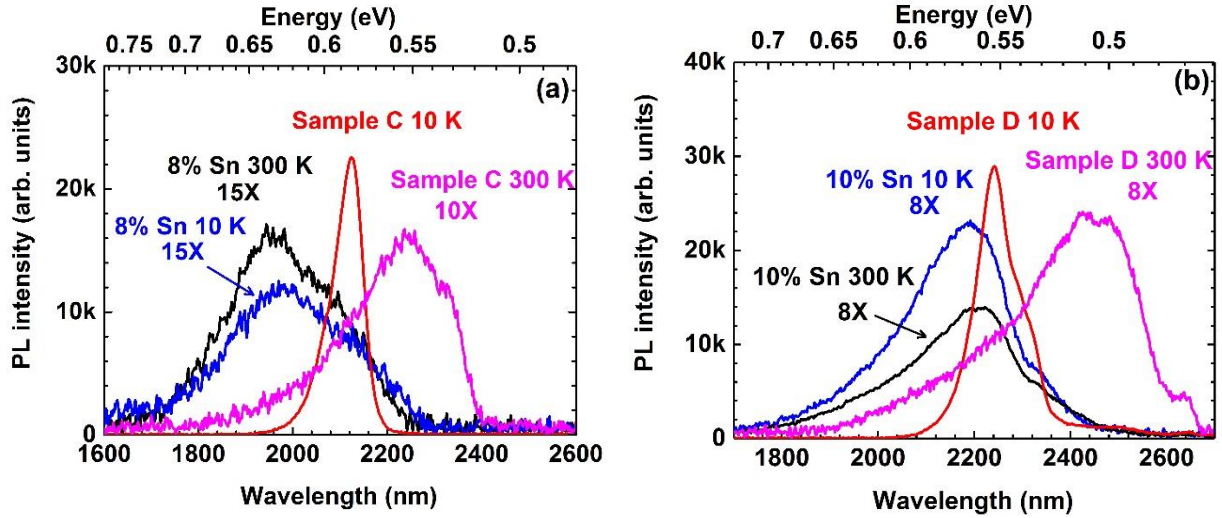 Energy (eV)
0.75 0.7 0.65 0.6 0.55 0.5
30k
20k
10k
0
PL intensity (arb. units)
(a)
Sample C 10 K
8% Sn 300 K
15X
Sample C 300 K
10X
8% Sn 10 K
15X
1600 1800 2000 2200 2400 2600
Wavelength (nm)
Energy (eV)
0.7 0.65 0.6 0.55 0.5
40k
30k
20k
10k
0
PL intensity (arb. units)
(b)
Sample D 10 K
Sample D 300 K
8X
10% Sn 10 K
8X
10% Sn 300 K
8X
1800 2000 2200 2400 2600
Wavelength (nm)